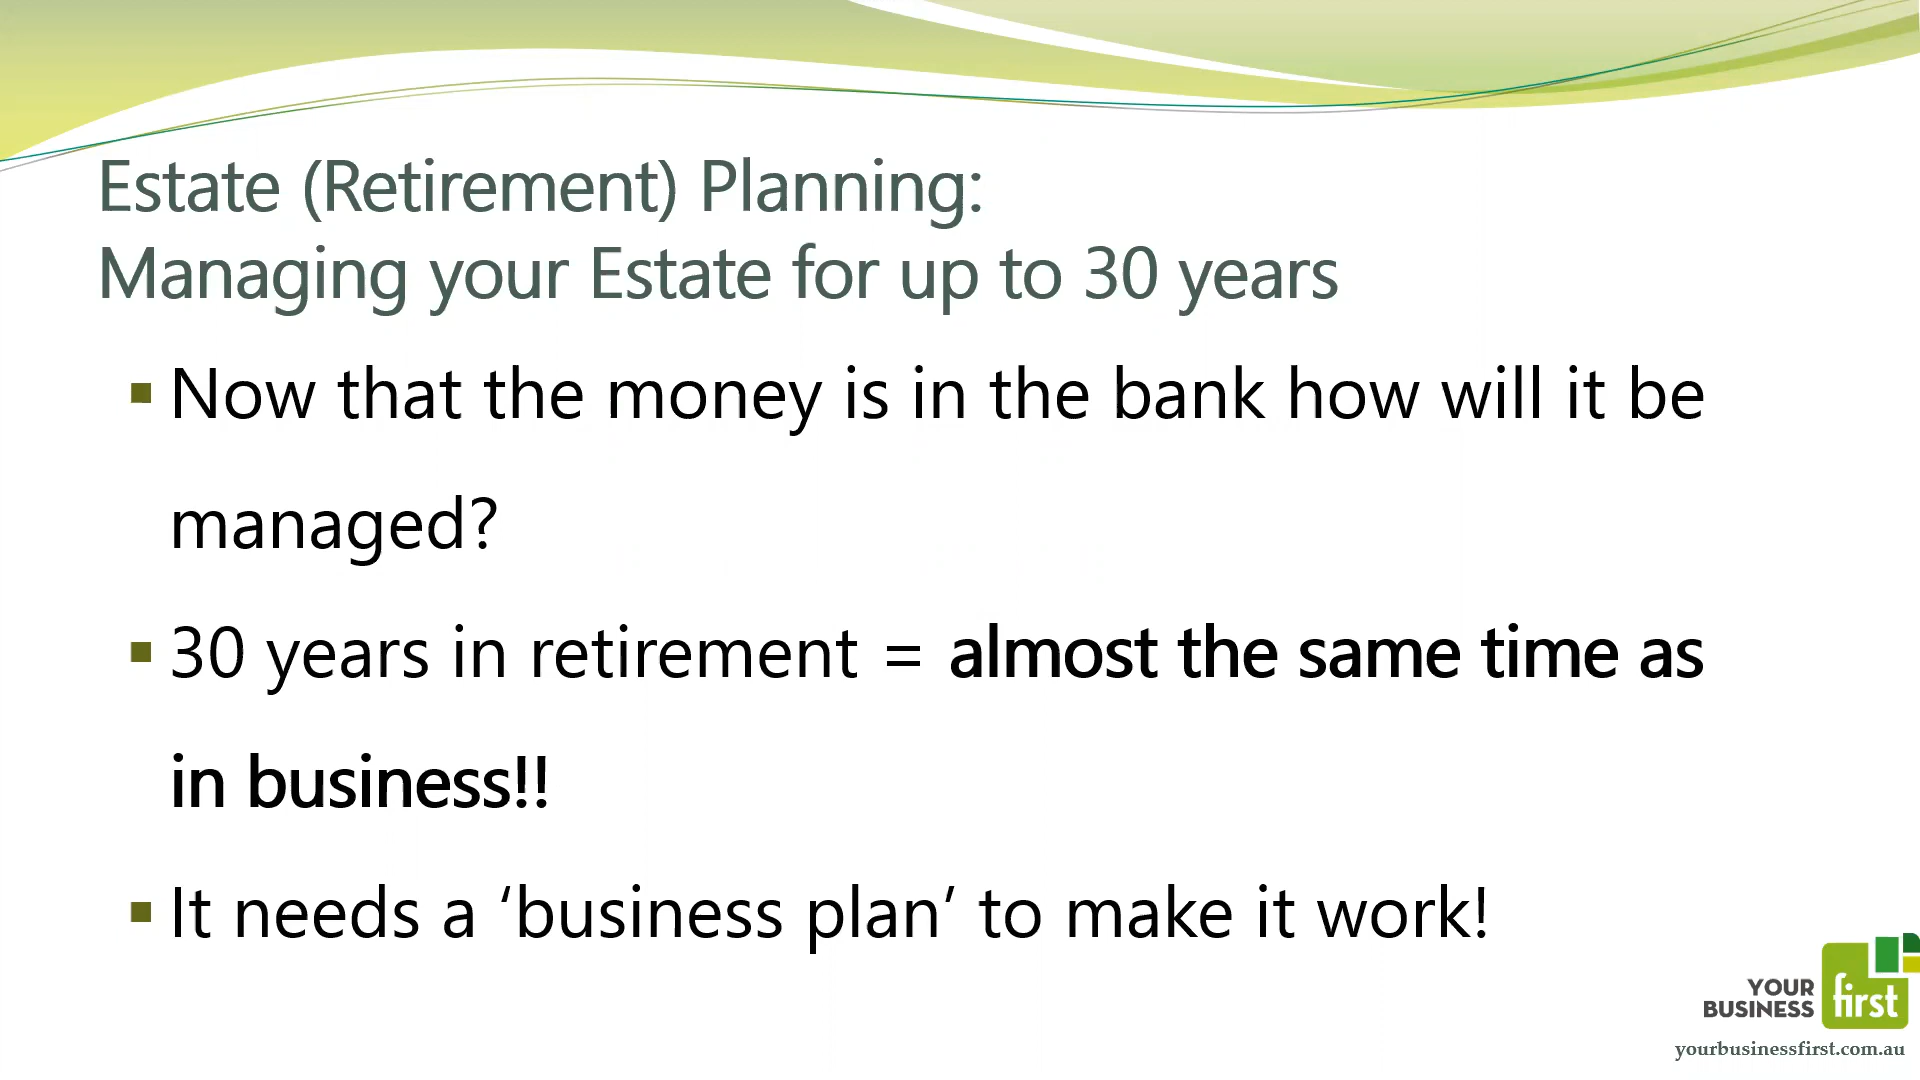 Estate (Retirement) Planning:
Managing your Estate for up to 30 years
▪ Now that the money is in the bank how will it be
managed?
▪ 30 years in retirement = almost the same time as
in business!!
▪ It needs a ‘business plan’ to make it work!
YOUR
BUSINESS
first
yourbusinessfirst.com.au